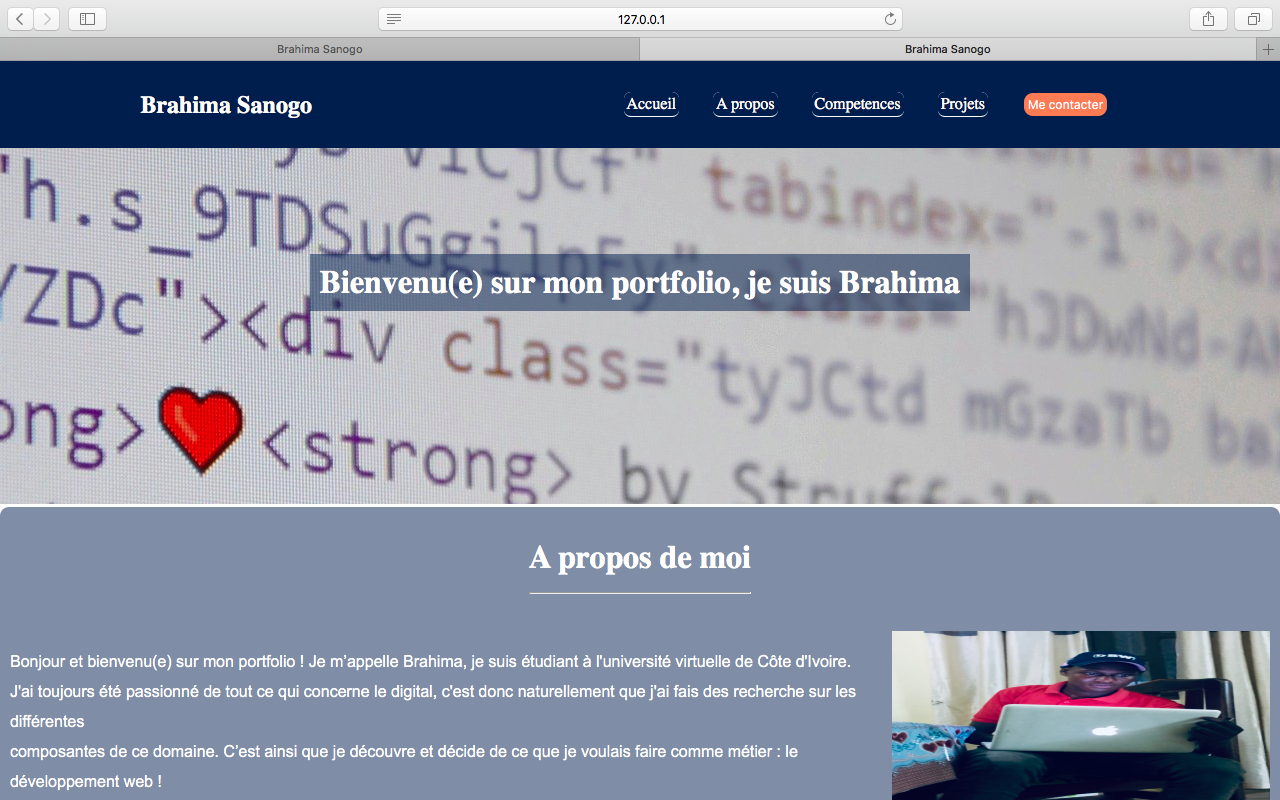 127.0.0.1
Brahima Sanogo
Brahima Sanogo
Brahima Sanogo
Accueil
A propos
Competences
Projets
Me contacter
tabindex="-1"><di
"h.s_9TDSuGgilpFy" class="hJDwNd-A
YZDc"><div class="tyJCtd mGzaTb ba
ong>❤<strong> by
Bienvenu(e) sur mon portfolio, je suis Brahima
A propos de moi
Bonjour et bienvenu(e) sur mon portfolio ! Je m’appelle Brahima, je suis étudiant à l'université virtuelle de Côte d'Ivoire.
J'ai toujours été passionné de tout ce qui concerne le digital, c'est donc naturellement que j'ai fais des recherche sur les
différentes
composantes de ce domaine. C’est ainsi que je découvre et décide de ce que je voulais faire comme métier : le
développement web !